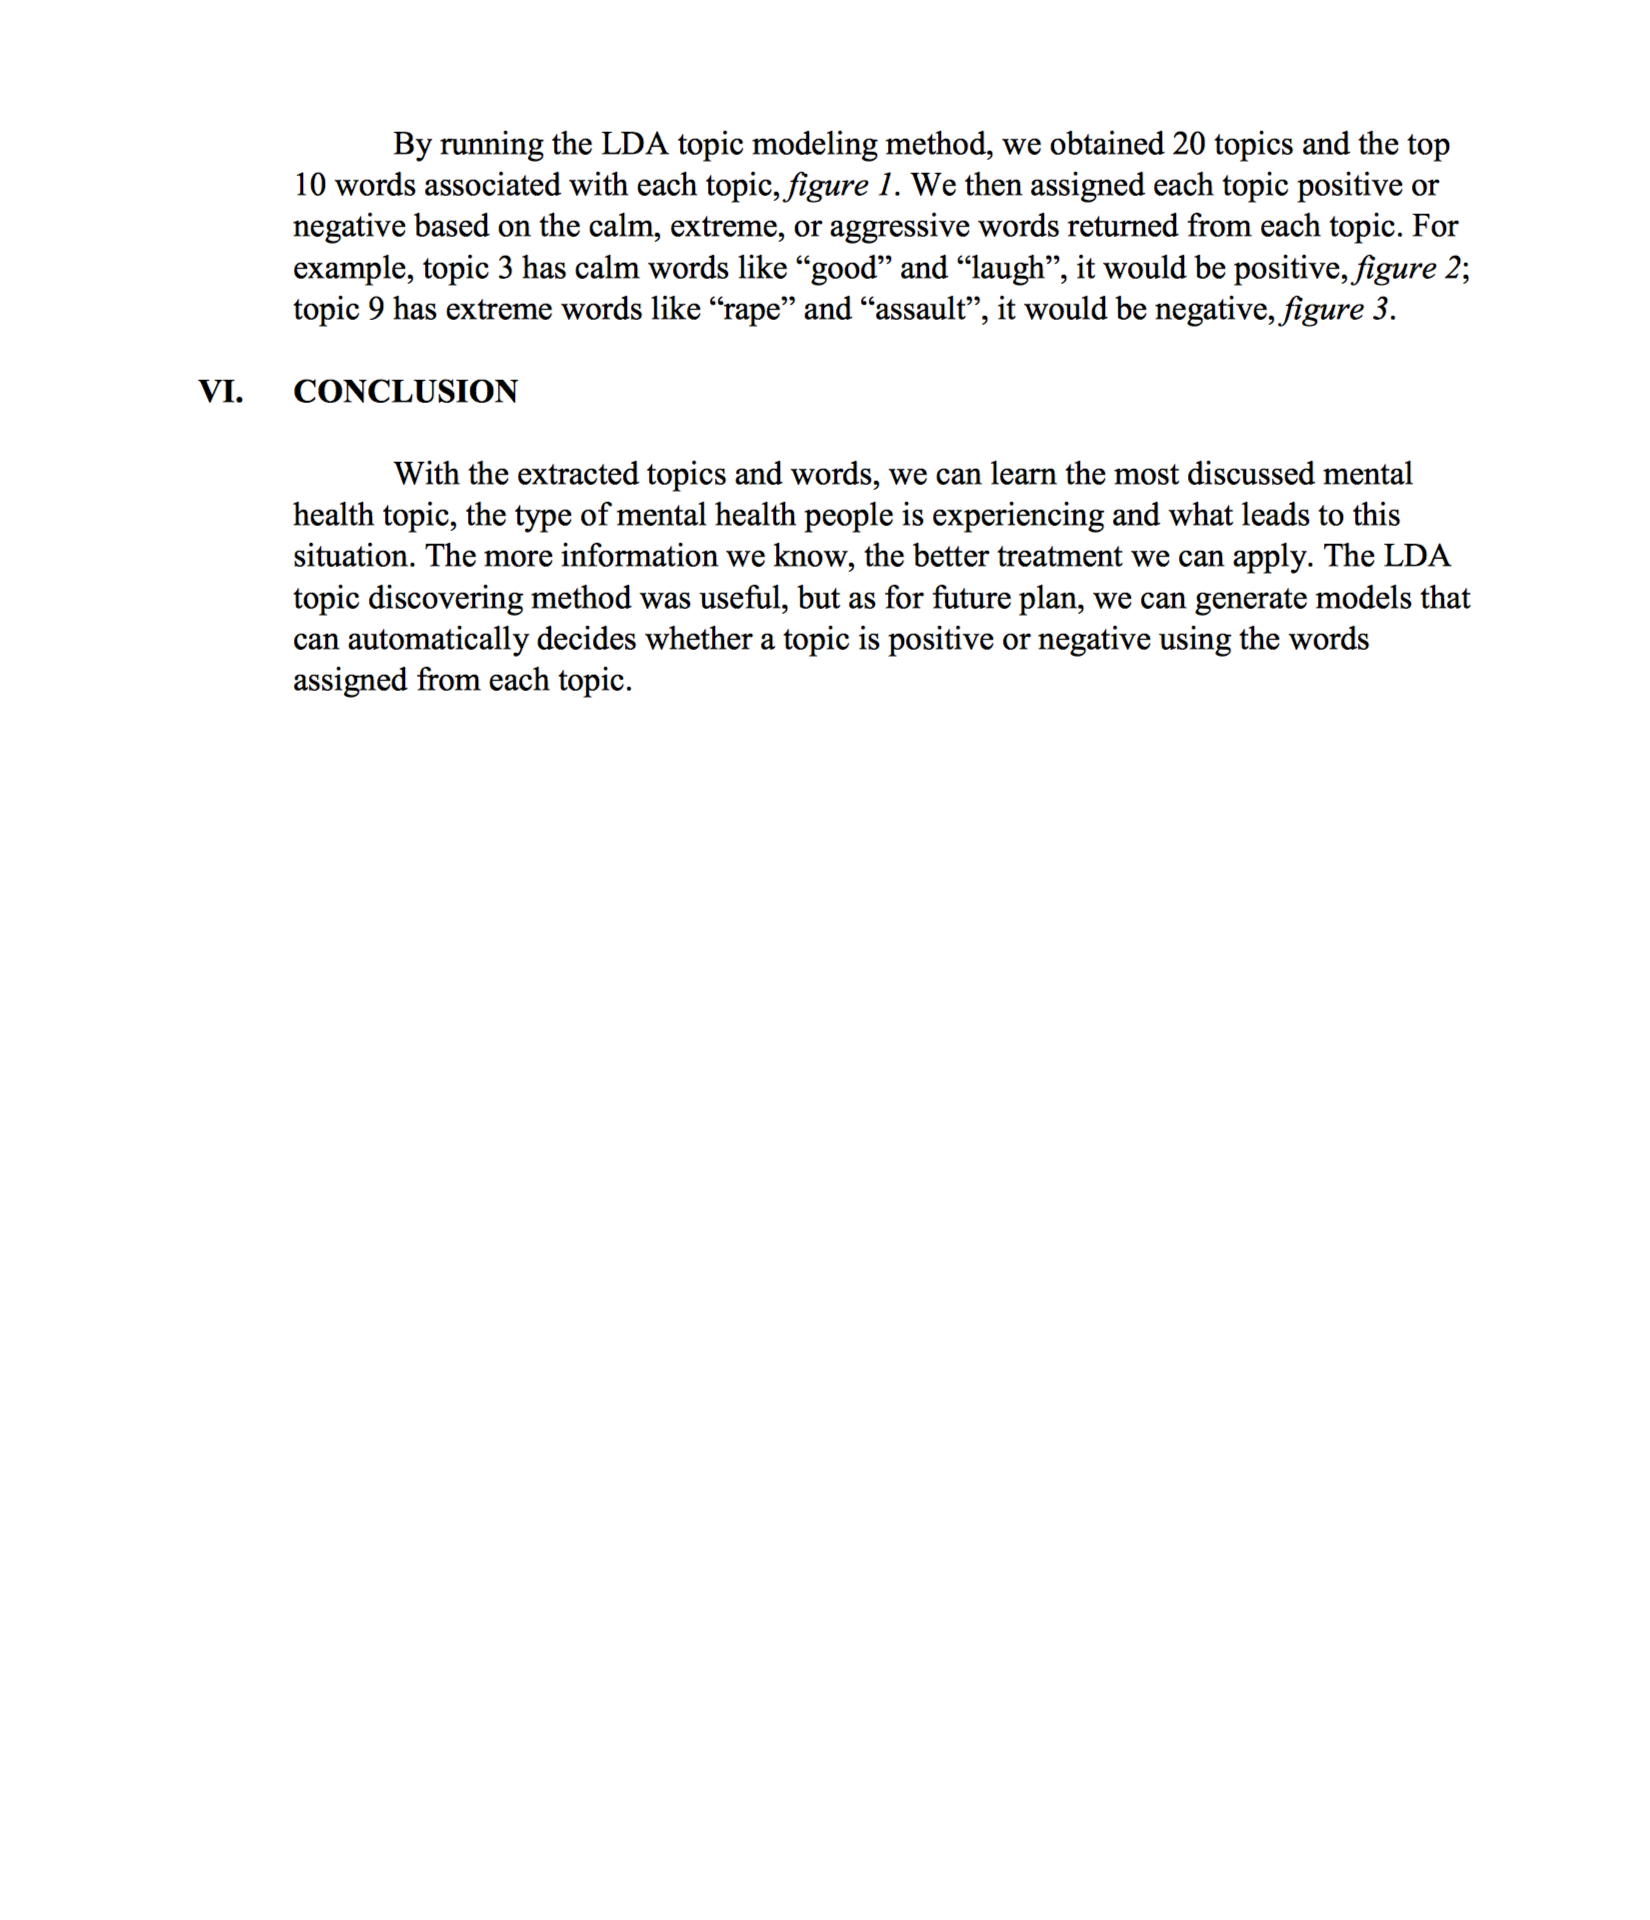 By running the LDA topic modeling method, we obtained 20 topics and the top
10 words associated with each topic, figure 1. We then assigned each topic positive or
negative based on the calm, extreme, or aggressive words returned from each topic. For
example, topic 3 has calm words like “good” and “laugh”, it would be positive, figure 2;
topic 9 has extreme words like “rape” and “assault”, it would be negative, figure 3.
VI. CONCLUSION
With the extracted topics and words, we can learn the most discussed mental
health topic, the type of mental health people is experiencing and what leads to this
situation. The more information we know, the better treatment we can apply. The LDA
topic discovering method was useful, but as for future plan, we can generate models that
can automatically decides whether a topic is positive or negative using the words
assigned from each topic.